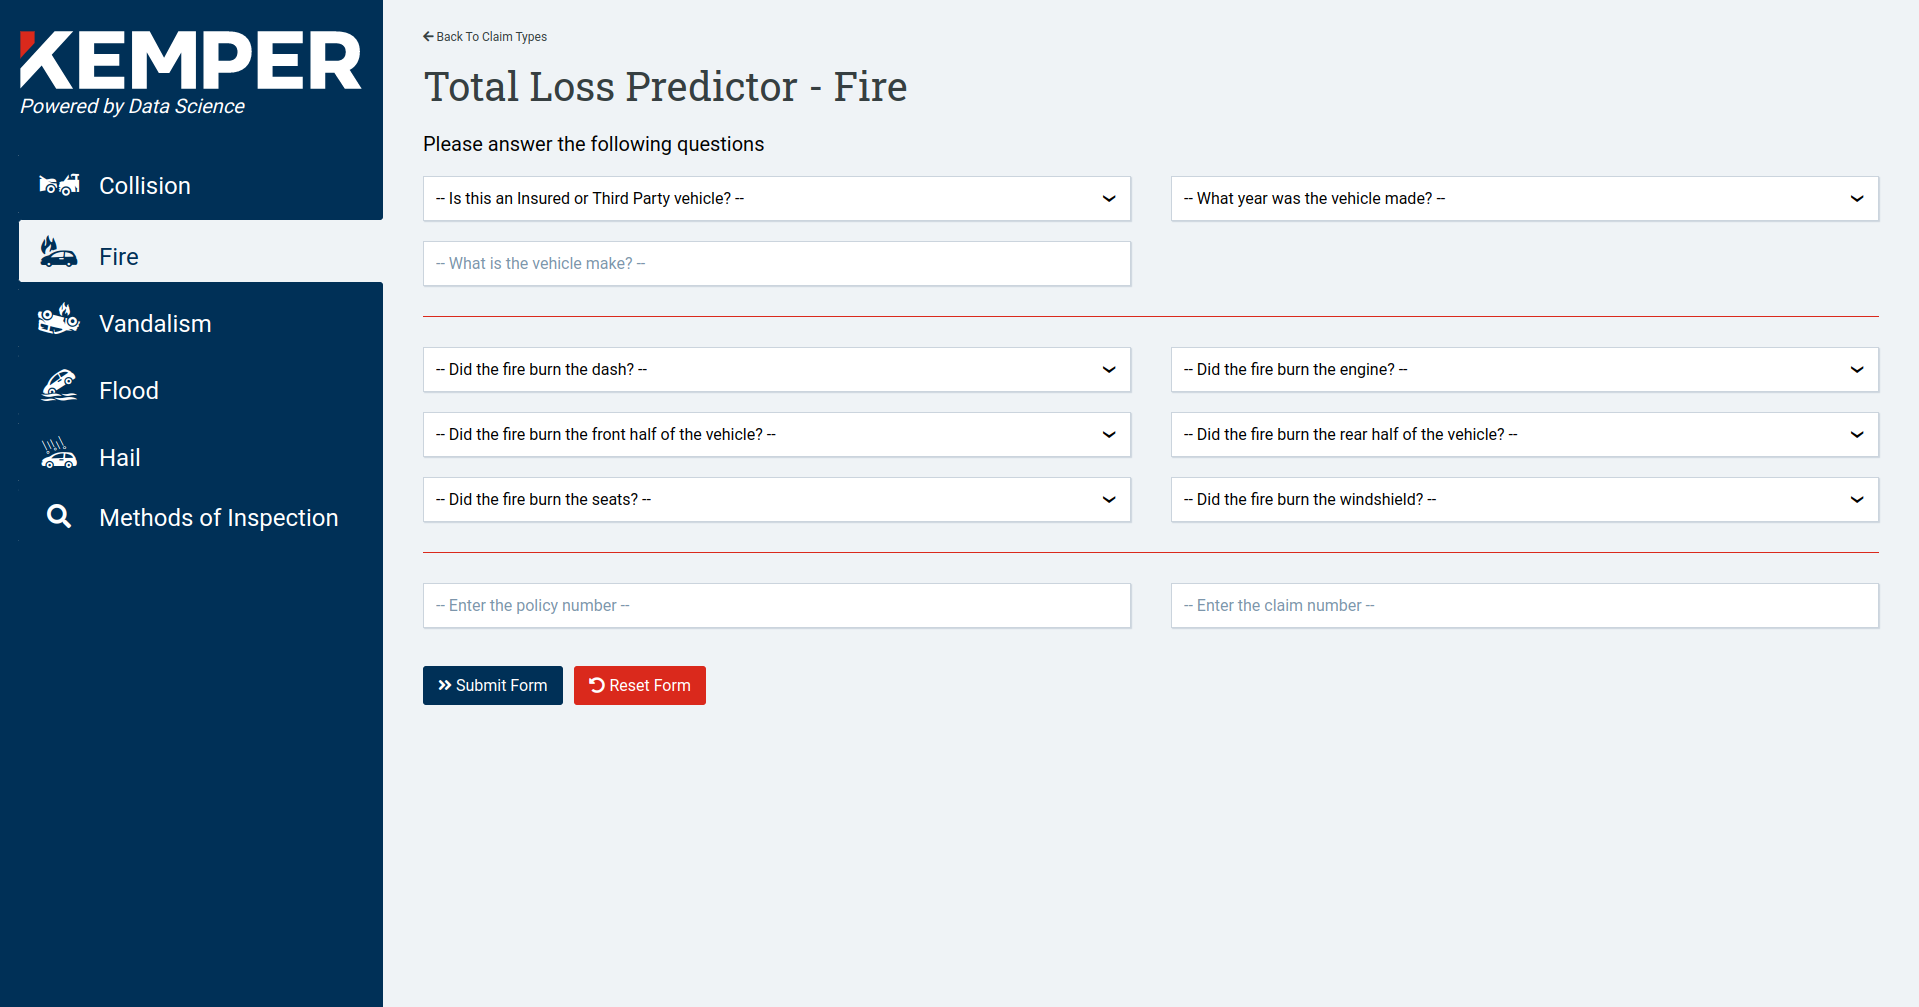 KEMPER
Powered by Data Science
Collision
Fire
Vandalism
Flood
Hail
Methods of Inspection
Back To Claim Types
Total Loss Predictor - Fire
Please answer the following questions
-- Is this an Insured or Third Party vehicle? --
-- What year was the vehicle made? --
-- What is the vehicle make? --
-- Did the fire burn the dash? --
-- Did the fire burn the engine? --
-- Did the fire burn the front half of the vehicle? --
-- Did the fire burn the rear half of the vehicle? --
-- Did the fire burn the seats? --
-- Did the fire burn the windshield? --
-- Enter the policy number --
-- Enter the claim number --
Submit Form
Reset Form